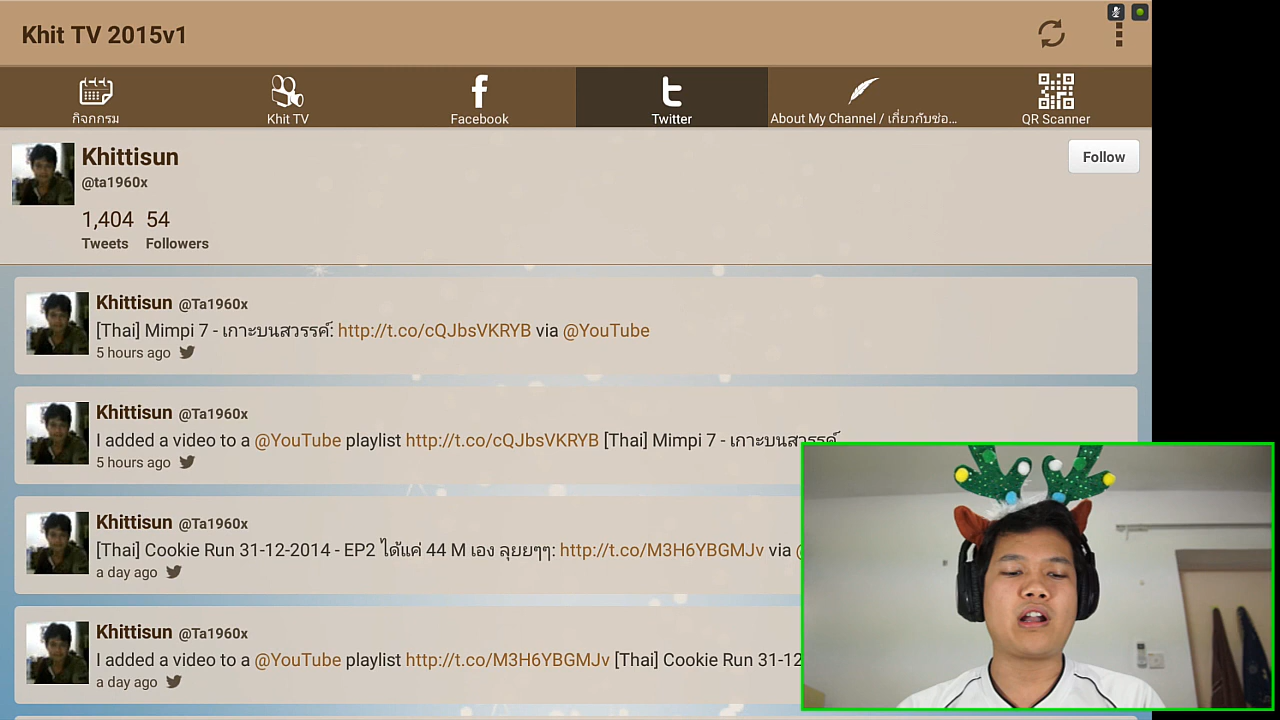 Khit TV 2015v1
กิจกกรม
Khit TV
Facebook
Twitter
About My Channel / เกี่ยวกับช่อ...
QR Scanner
Khittisun
@ta1960x
Follow
1,404 54
Tweets Followers
Khittisun @Ta1960x
[Thai] Mimpi 7 - เกาะบนสวรรค์: http://t.co/cQJbsVKRYB via @YouTube
5 hours ago
Khittisun @Ta1960x
I added a video to a @YouTube playlist http://t.co/cQJbsVKRYB [Thai] Mimpi 7 - เกาะบนสวรรค์
5 hours ago
Khittisun @Ta1960x
[Thai] Cookie Run 31-12-2014 - EP2 ได้แค่ 44 M เอง ลุยยๆๆ: http://t.co/M3H6YBGMJv via @
a day ago
Khittisun @Ta1960x
I added a video to a @YouTube playlist http://t.co/M3H6YBGMJv [Thai] Cookie Run 31-12
a day ago